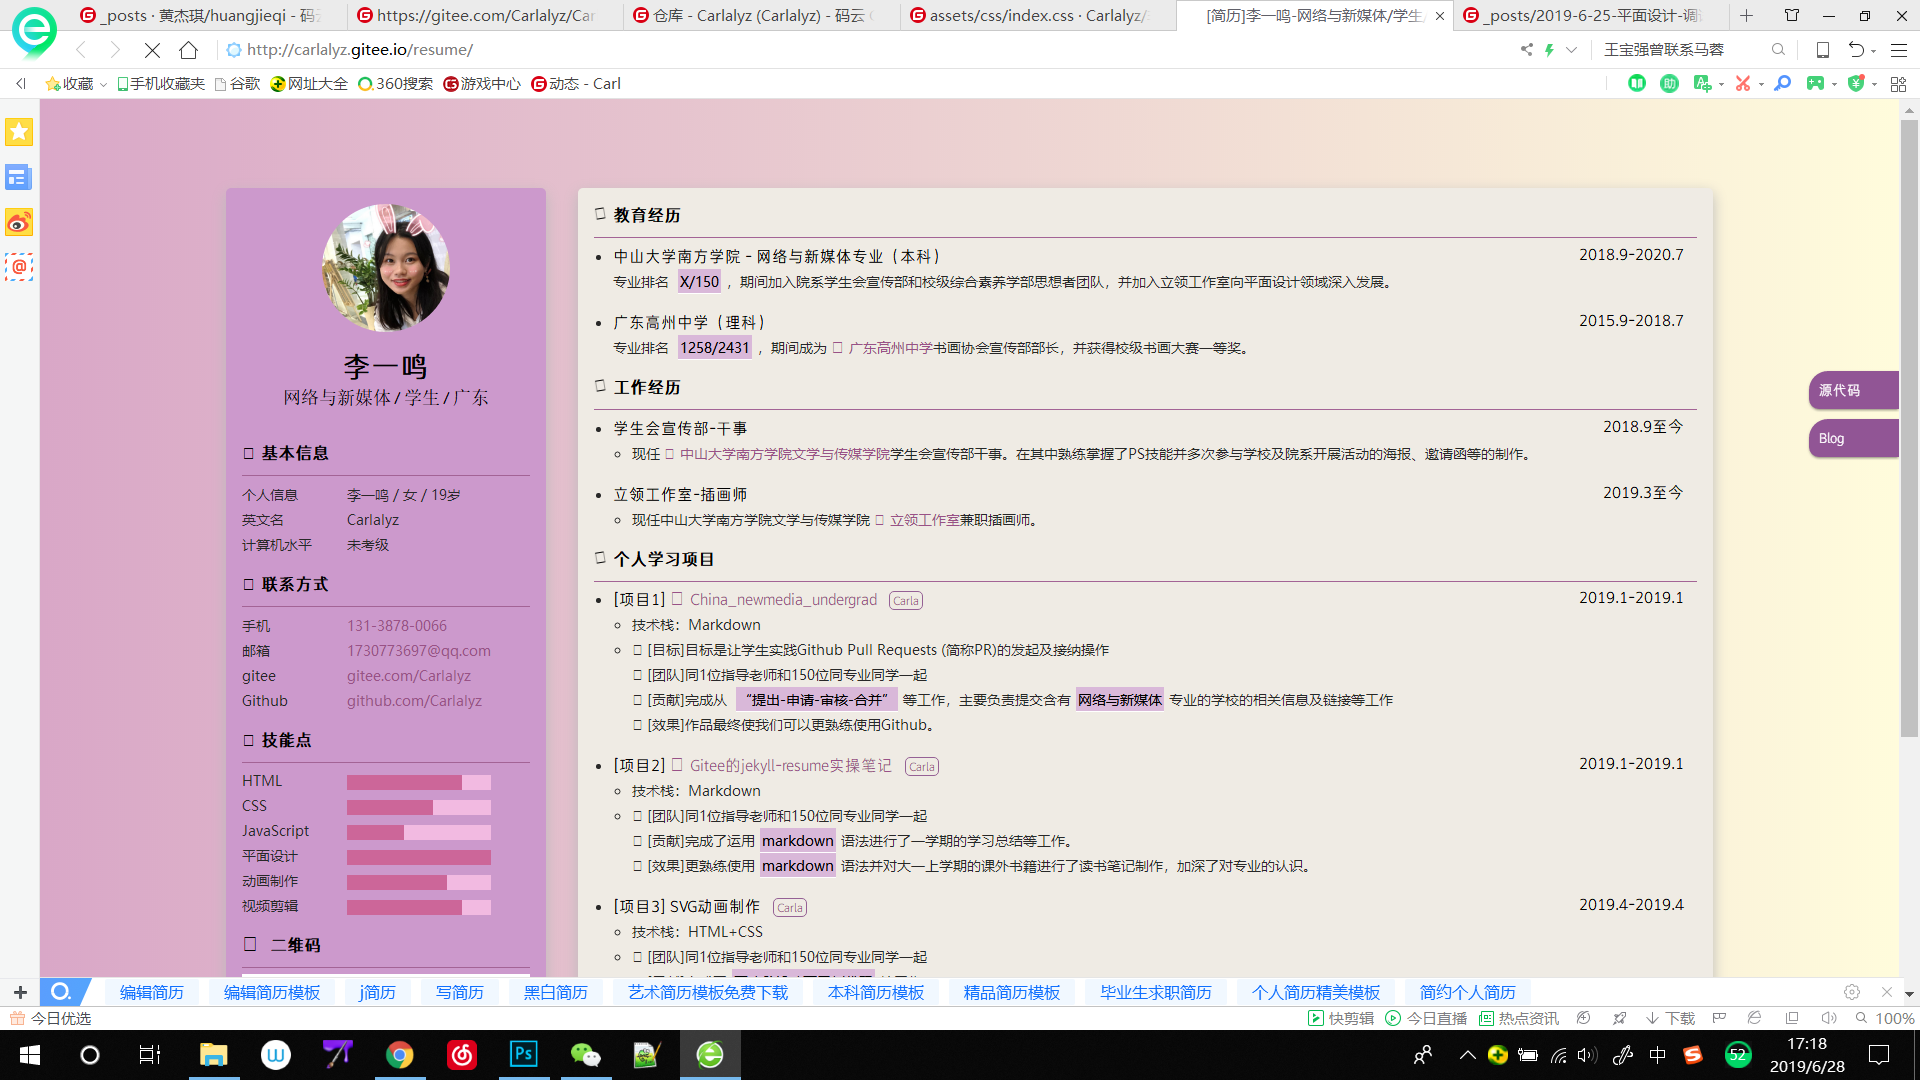 _posts · 黄杰琪/huangjieqi - 码云
https://gitee.com/Carlalyz/Car
仓库 - Carlalyz (Carlalyz) - 码云
assets/css/index.css · Carlalyz/
[简历]李一鸣-网络与新媒体/学生/
_posts/2019-6-25-平面设计-调
http://carlalyz.gitee.io/resume/
王宝强曾联系马蓉
收藏
手机收藏夹
谷歌
网址大全
360搜索
游戏中心
动态 - Carl
李一鸣
网络与新媒体 / 学生 / 广东
基本信息
个人信息 李一鸣 / 女 / 19岁
英文名 Carlalyz
计算机水平 未考级
联系方式
手机 131-3878-0066
邮箱 1730773697@qq.com
gitee gitee.com/Carlalyz
Github github.com/Carlalyz
技能点
HTML
CSS
JavaScript
平面设计
动画制作
视频剪辑
二维码
教育经历
中山大学南方学院 - 网络与新媒体专业（本科） 2018.9-2020.7
专业排名 X/150 ，期间加入院系学生会宣传部和校级综合素养学部思想者团队，并加入立领工作室向平面设计领域深入发展。
广东高州中学（理科） 2015.9-2018.7
专业排名 1258/2431 ，期间成为 广东高州中学书画协会宣传部部长，并获得校级书画大赛一等奖。
工作经历
学生会宣传部-干事 2018.9至今
现任 中山大学南方学院文学与传媒学院学生会宣传部干事。在其中熟练掌握了PS技能并多次参与学校及院系开展活动的海报、邀请函等的制作。
立领工作室-插画师 2019.3至今
现任中山大学南方学院文学与传媒学院 立领工作室兼职插画师。
个人学习项目
[项目1] China_newmedia_undergrad Carla 2019.1-2019.1
技术栈：Markdown
[目标]目标是让学生实践Github Pull Requests (简称PR)的发起及接纳操作
[团队]同1位指导老师和150位同专业同学一起
[贡献]完成从 “提出-申请-审核-合并” 等工作，主要负责提交含有 网络与新媒体 专业的学校的相关信息及链接等工作
[效果]作品最终使我们可以更熟练使用Github。
[项目2] Gitee的jekyll-resume实操笔记 Carla 2019.1-2019.1
技术栈：Markdown
[团队]同1位指导老师和150位同专业同学一起
[贡献]完成了运用 markdown 语法进行了一学期的学习总结等工作。
[效果]更熟练使用 markdown 语法并对大一上学期的课外书籍进行了读书笔记制作，加深了对专业的认识。
[项目3] SVG动画制作 Carla 2019.4-2019.4
技术栈：HTML+CSS
[团队]同1位指导老师和150位同专业同学一起
源代码
Blog
编辑简历
编辑简历模板
j简历
写简历
黑白简历
艺术简历模板免费下载
本科简历模板
精品简历模板
毕业生求职简历
个人简历精美模板
简约个人简历
今日优选
快剪辑
今日直播
热点资讯
下载
100%
中
52
17:18
2019/6/28